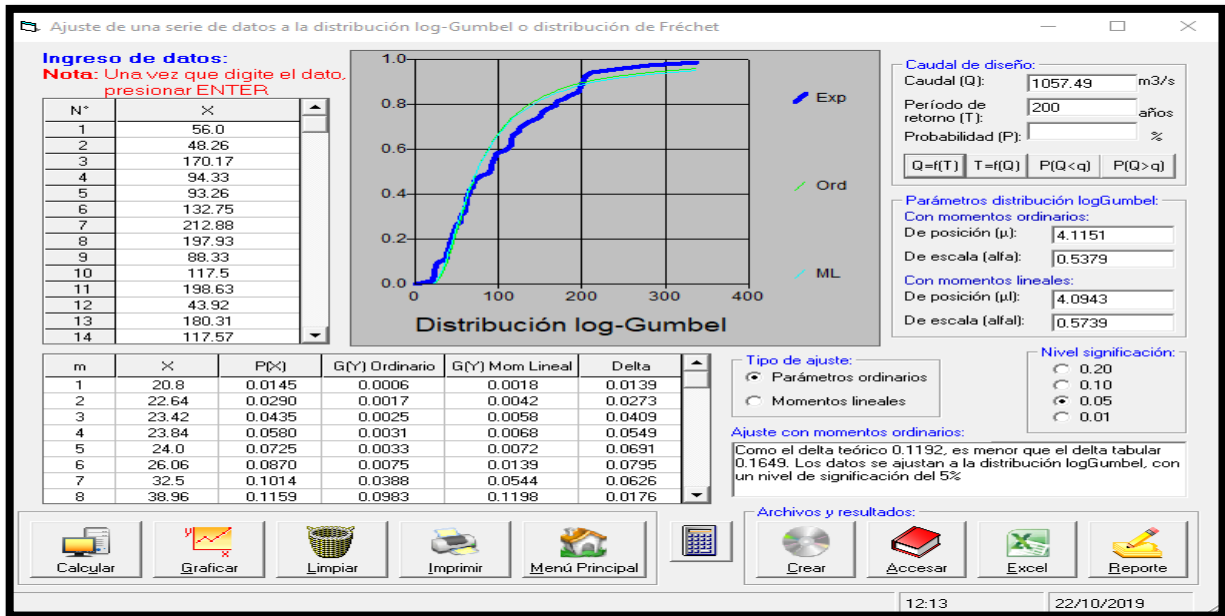 Ajuste de una serie de datos a la distribución log-Gumbel o distribución de Fréchet
Ingreso de datos:
Nota: Una vez que digite el dato,
presionar ENTER
N° X
1 56.0
2 48.26
3 170.17
4 94.33
5 93.26
6 132.75
7 212.88
8 197.93
9 88.33
10 117.5
11 198.63
12 43.92
13 180.31
14 117.57
1.0
0.8
0.6
0.4
0.2
0.0
0 100 200 300 400
Distribución log-Gumbel
Exp
Ord
ML
Caudal de diseño:
Caudal (Q): 1057.49 m3/s
Período de
retorno (T): 200 años
Probabilidad (P): %
Q=f(T) T=f(Q) P(Q<q) P(Q>q)
Parámetros distribución logGumbel:
Con momentos ordinarios:
De posición (μ): 4.1151
De escala (alfa): 0.5379
Con momentos lineales:
De posición (μl): 4.0943
De escala (alfal): 0.5739
m X P(X) G(Y) Ordinario G(Y) Mom Lineal Delta
1 20.8 0.0145 0.0006 0.0018 0.0139
2 22.64 0.0290 0.0017 0.0042 0.0273
3 23.42 0.0435 0.0025 0.0058 0.0409
4 23.84 0.0580 0.0031 0.0068 0.0549
5 24.0 0.0725 0.0033 0.0072 0.0691
6 26.06 0.0870 0.0075 0.0139 0.0795
7 32.5 0.1014 0.0388 0.0544 0.0626
8 38.96 0.1159 0.0983 0.1198 0.0176
Tipo de ajuste:
Parámetros ordinarios
Momentos lineales
Nivel significación:
0.20
0.10
0.05
0.01
Ajuste con momentos ordinarios:
Como el delta teórico 0.1192, es menor que el delta tabular
0.1649. Los datos se ajustan a la distribución logGumbel, con
un nivel de significación del 5%
Calcular
Graficar
Limpiar
Imprimir
Menú Principal
Archivos y resultados:
Crear
Accesar
Excel
Reporte
12:13 22/10/2019